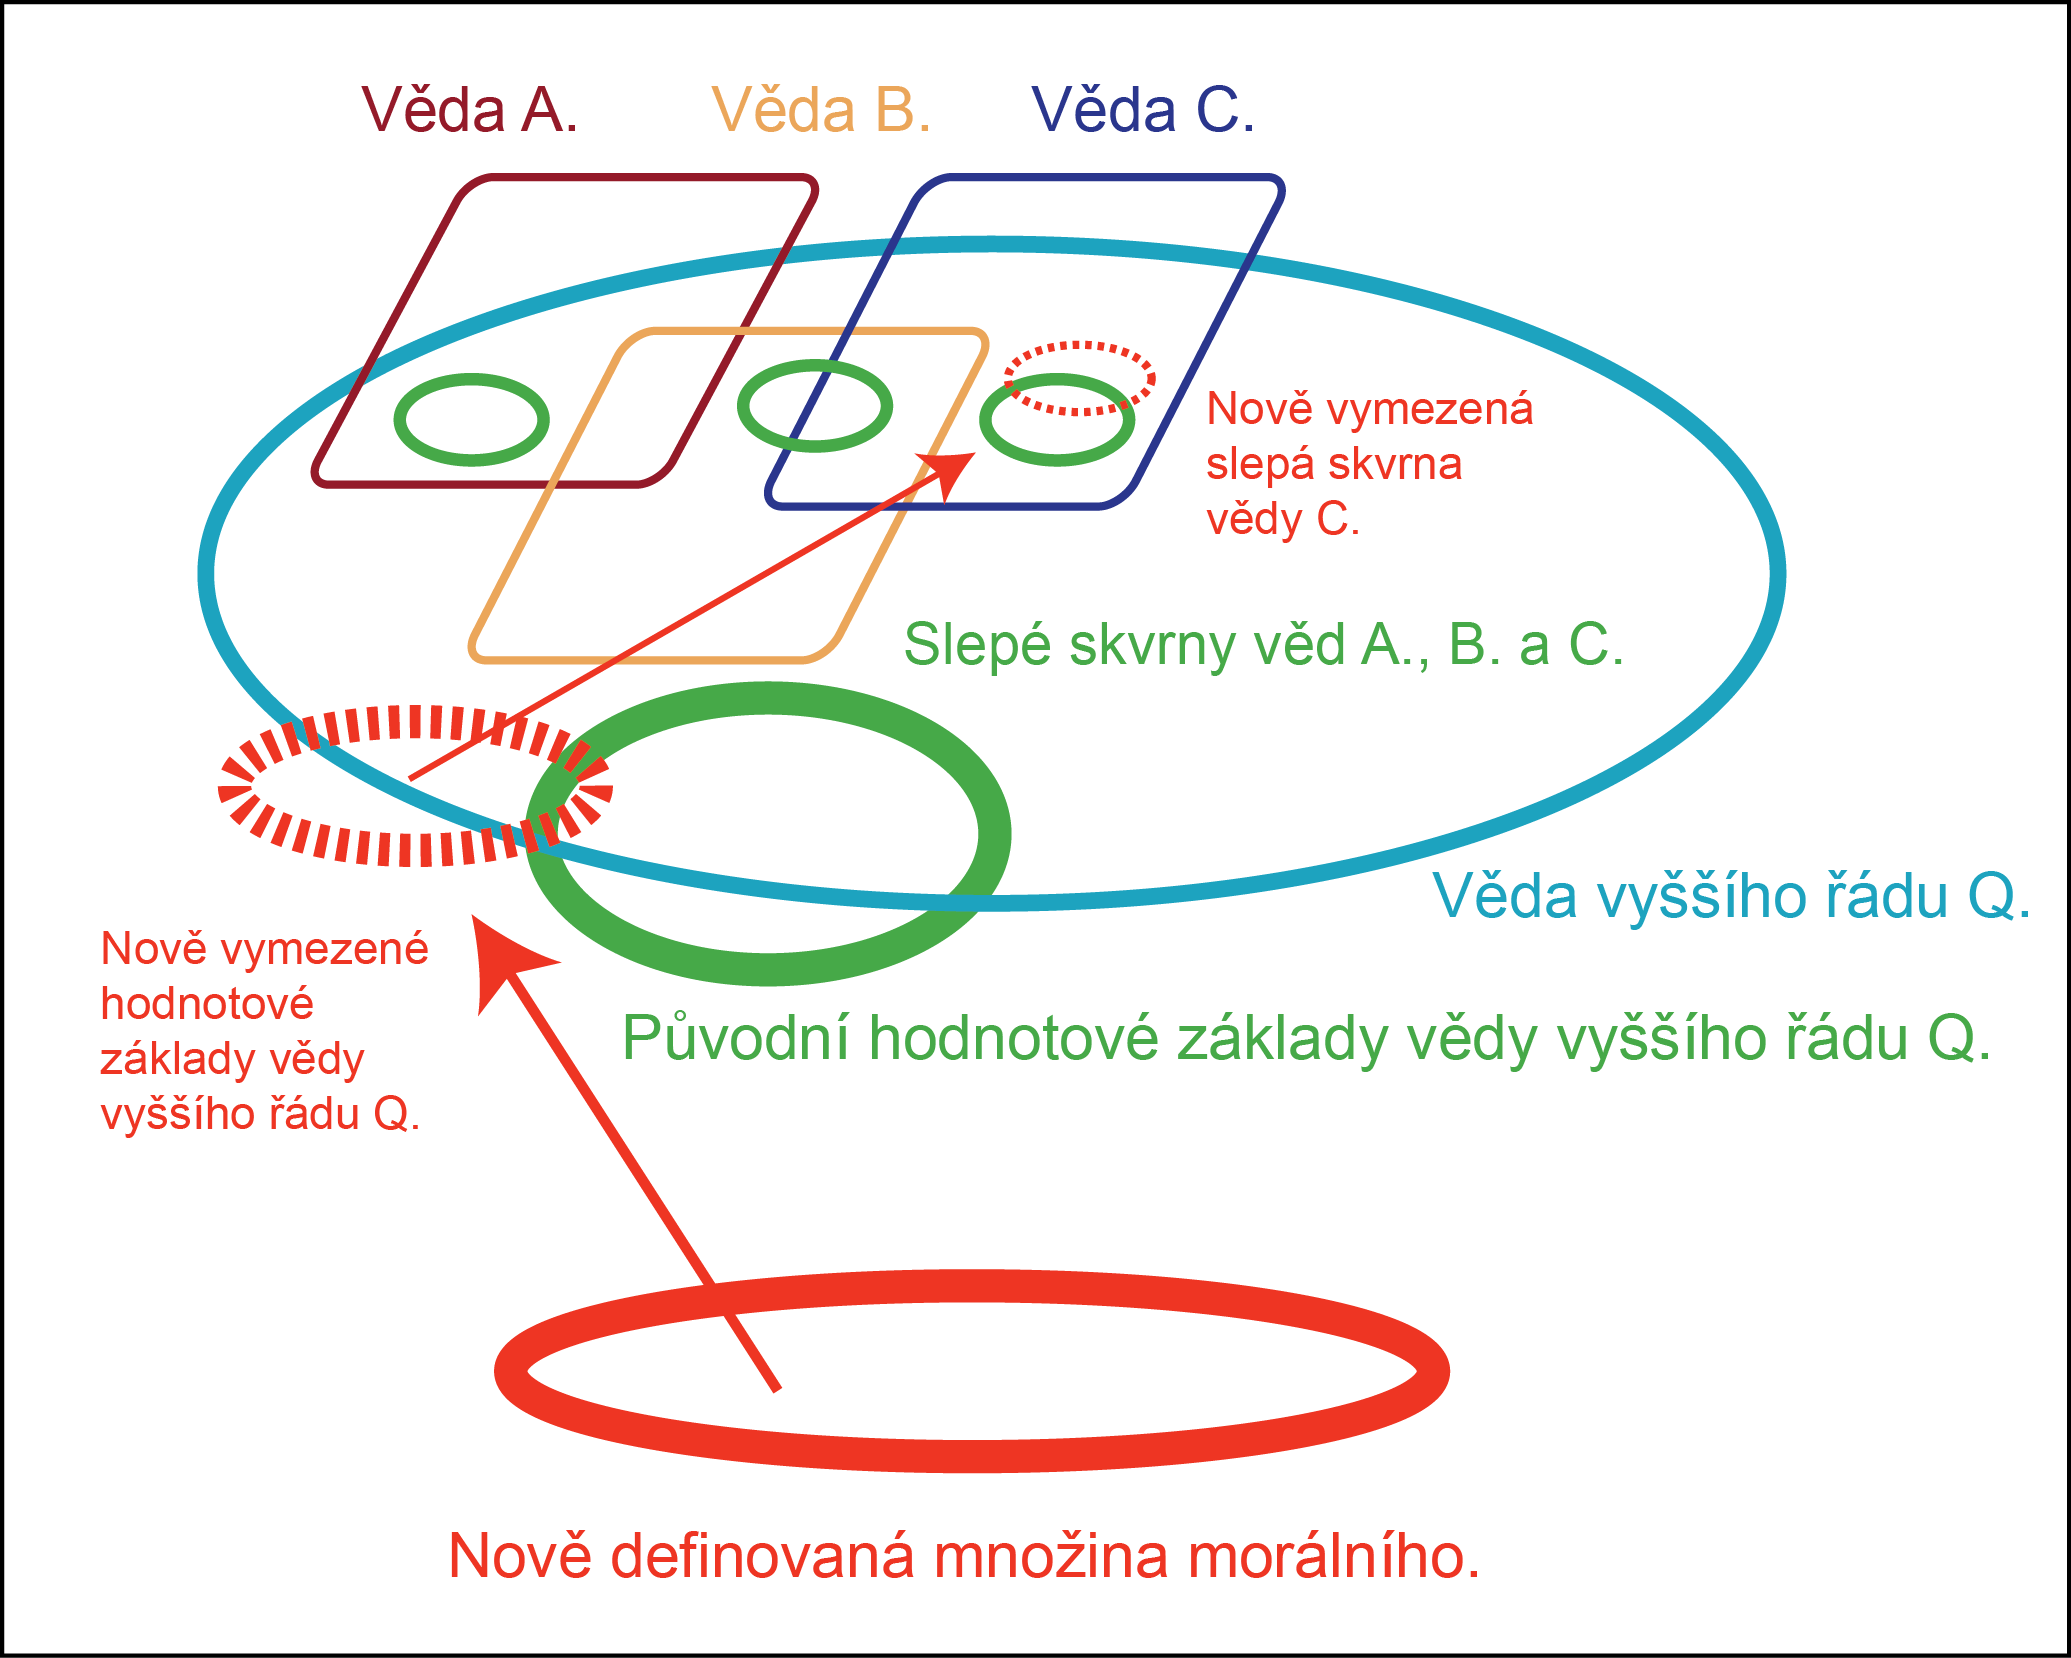 Věda A.
Věda B.
Věda C.
Nově vymezená
slepá skvrna
vědy C.
Slepé skvrny věd A., B. a C.
Věda vyššího řádu Q.
Nově vymezené
hodnotové
základy vědy
vyššího řádu Q.
Původní hodnotové základy vědy vyššího řádu Q.
Nově definovaná množina morálního.